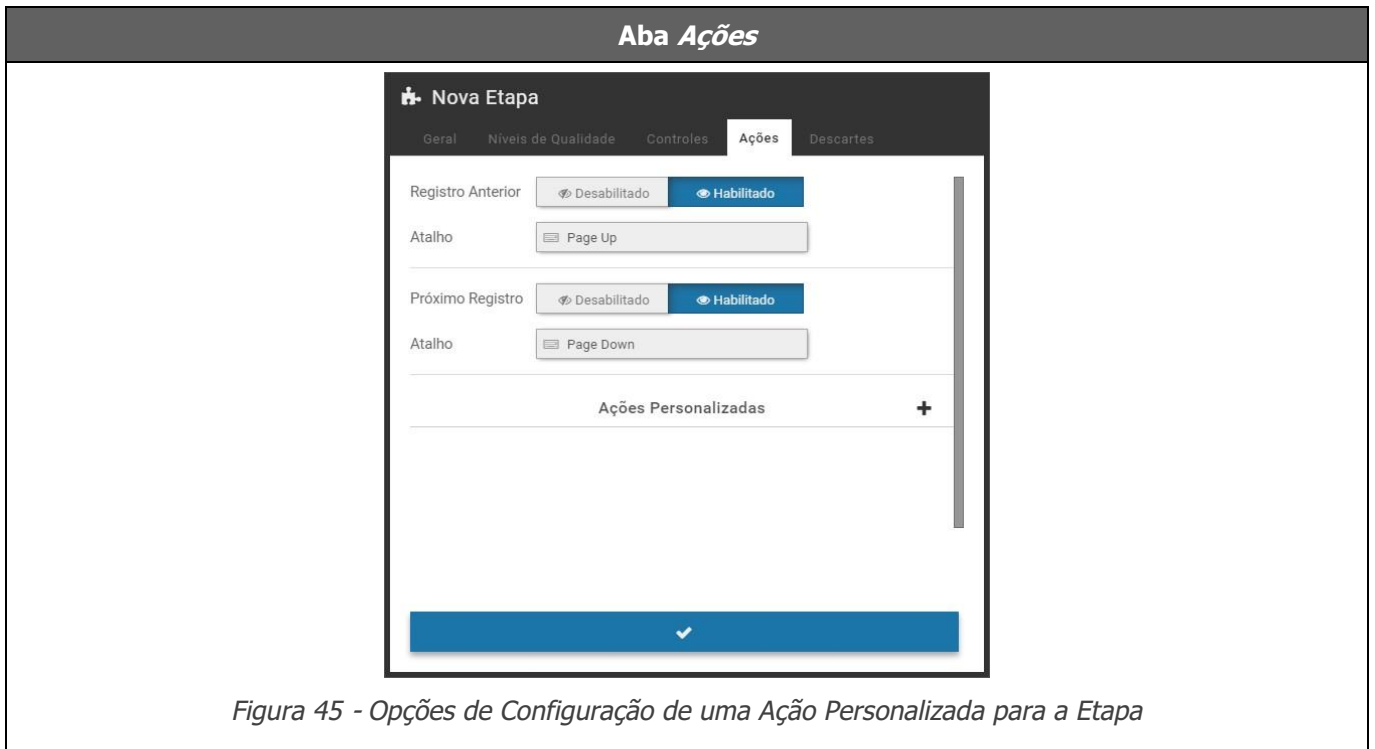 Aba Ações
Nova Etapa
Geral Níveis de Qualidade Controles Ações Descartes
Registro Anterior Desabilitado Habilitado
Atalho Page Up
Próximo Registro Desabilitado Habilitado
Atalho Page Down
Ações Personalizadas +
Figura 45 - Opções de Configuração de uma Ação Personalizada para a Etapa